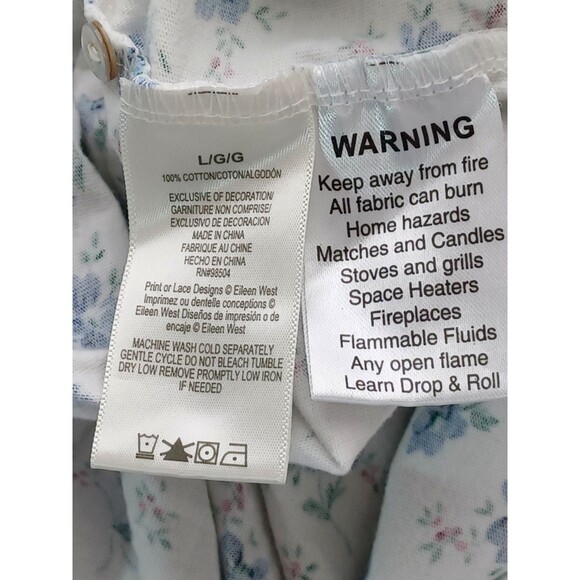 L/G/G
100% COTTON/COTON/ALGODÓN
EXCLUSIVE OF DECORATION/
GARNITURE NON COMPRISE/
EXCLUSIVO DE DECORACION
MADE IN CHINA
FABRIQUE AU CHINE
HECHO EN CHINA
RN#98504
Print or Lace Designs © Eileen West
Imprimez ou dentelle conceptions ©
Eileen West Diseños de impresión o de
encaje © Eileen West
MACHINE WASH COLD SEPARATELY
GENTLE CYCLE DO NOT BLEACH TUMBLE
DRY LOW REMOVE PROMPTLY LOW IRON
IF NEEDED
WARNING
Keep away from fire
All fabric can burn
Home hazards
Matches and Candles
Stoves and grills
Space Heaters
Fireplaces
Flammable Fluids
Any open flame
Learn Drop & Roll